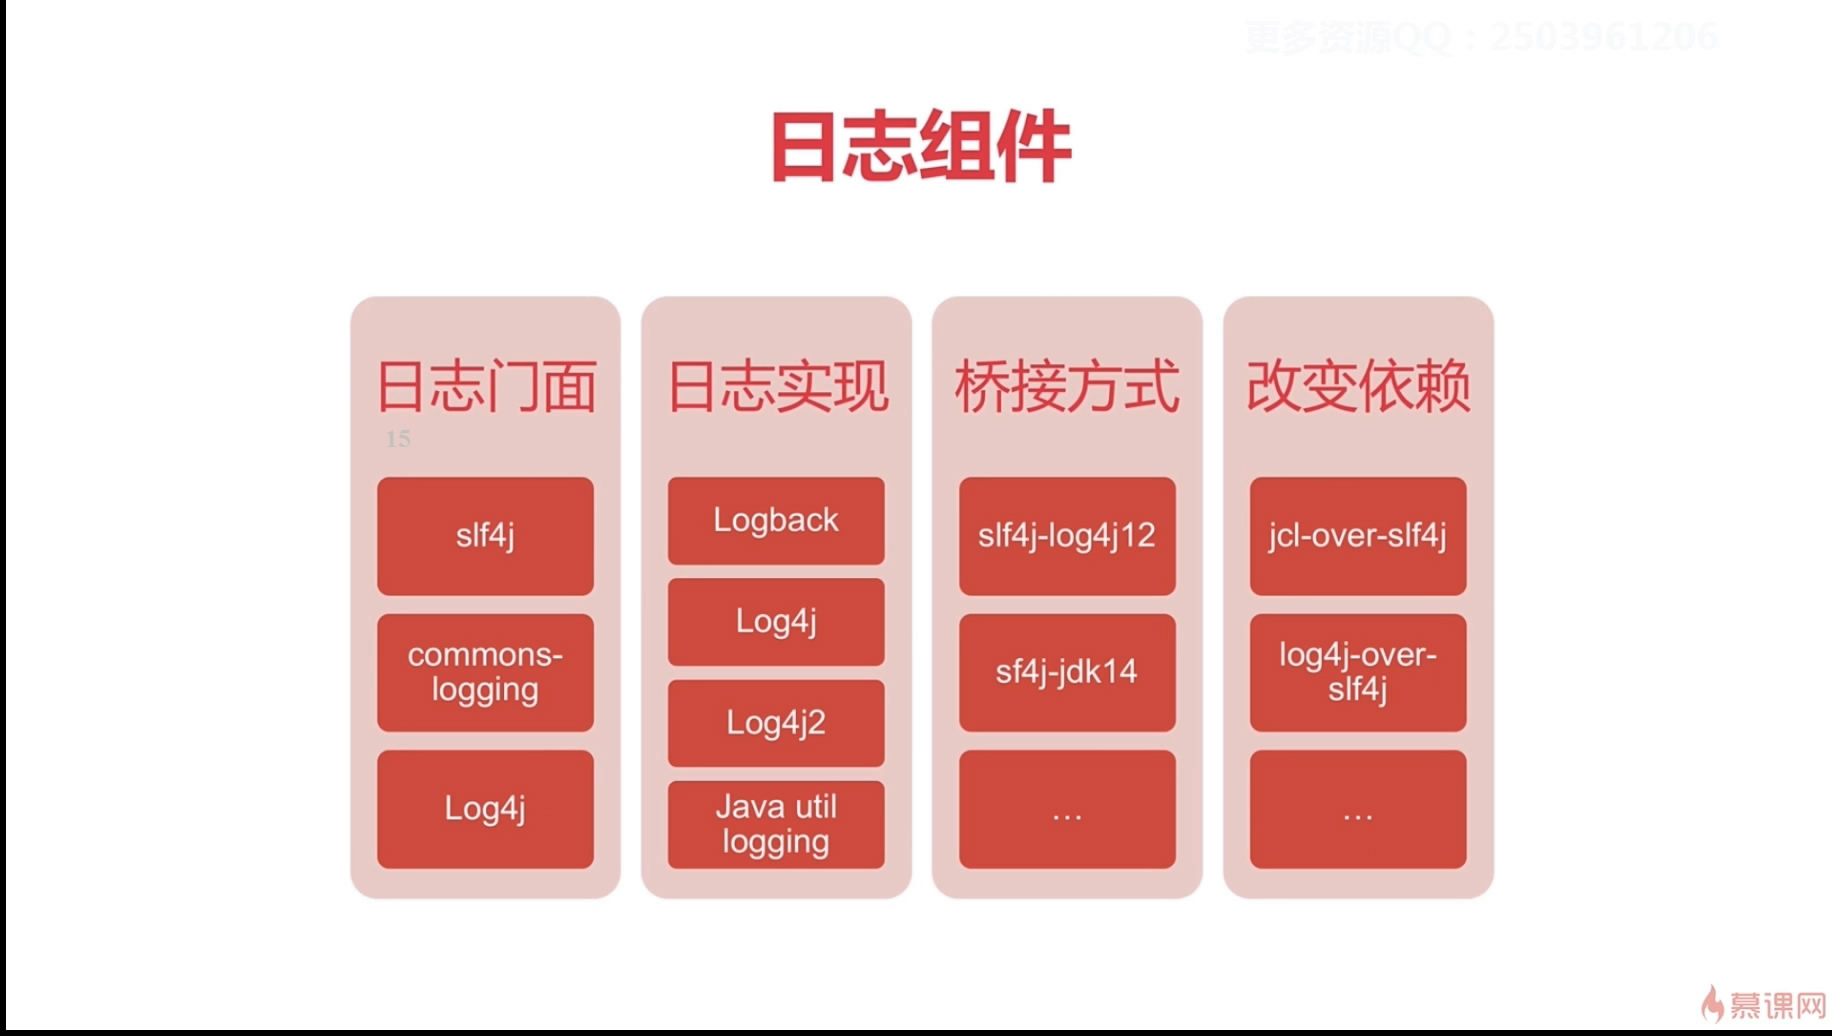 更多资源QQ：2503961206
日志组件
日志门面
15
slf4j
commons-
logging
Log4j
日志实现
Logback
Log4j
Log4j2
Java util
logging
桥接方式
slf4j-log4j12
sf4j-jdk14
...
改变依赖
jcl-over-slf4j
log4j-over-
slf4j
...
慕课网